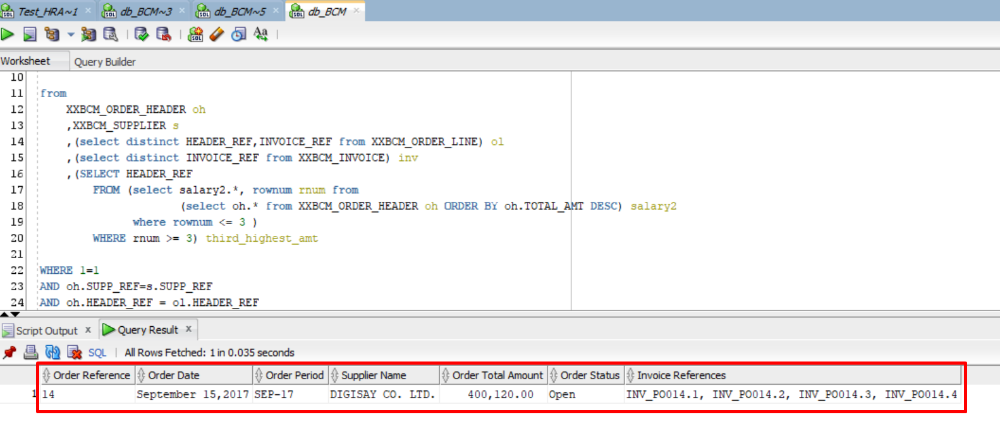 Test_HRA~1 db_BCM~3 db_BCM~5 db_BCM
Worksheet Query Builder
10
11 from
12 XXBCM_ORDER_HEADER oh
13 ,XXBCM_SUPPLIER s
14 ,(select distinct HEADER_REF,INVOICE_REF from XXBCM_ORDER_LINE) ol
15 ,(select distinct INVOICE_REF from XXBCM_INVOICE) inv
16 ,(SELECT HEADER_REF
17 FROM (select salary2.*, rownum rnum from
18 (select oh.* from XXBCM_ORDER_HEADER oh ORDER BY oh.TOTAL_AMT DESC) salary2
19 where rownum <= 3 )
20 WHERE rnum >= 3) third_highest_amt
21
22 WHERE 1=1
23 AND oh.SUPP_REF=s.SUPP_REF
24 AND oh.HEADER_REF = ol.HEADER_REF
Script Output x Query Result x
SQL | All Rows Fetched: 1 in 0.035 seconds
Order Reference Order Date Order Period Supplier Name Order Total Amount Order Status Invoice References
1 14 September 15,2017 SEP-17 DIGISAY CO. LTD. 400,120.00 Open INV_PO014.1, INV_PO014.2, INV_PO014.3, INV_PO014.4